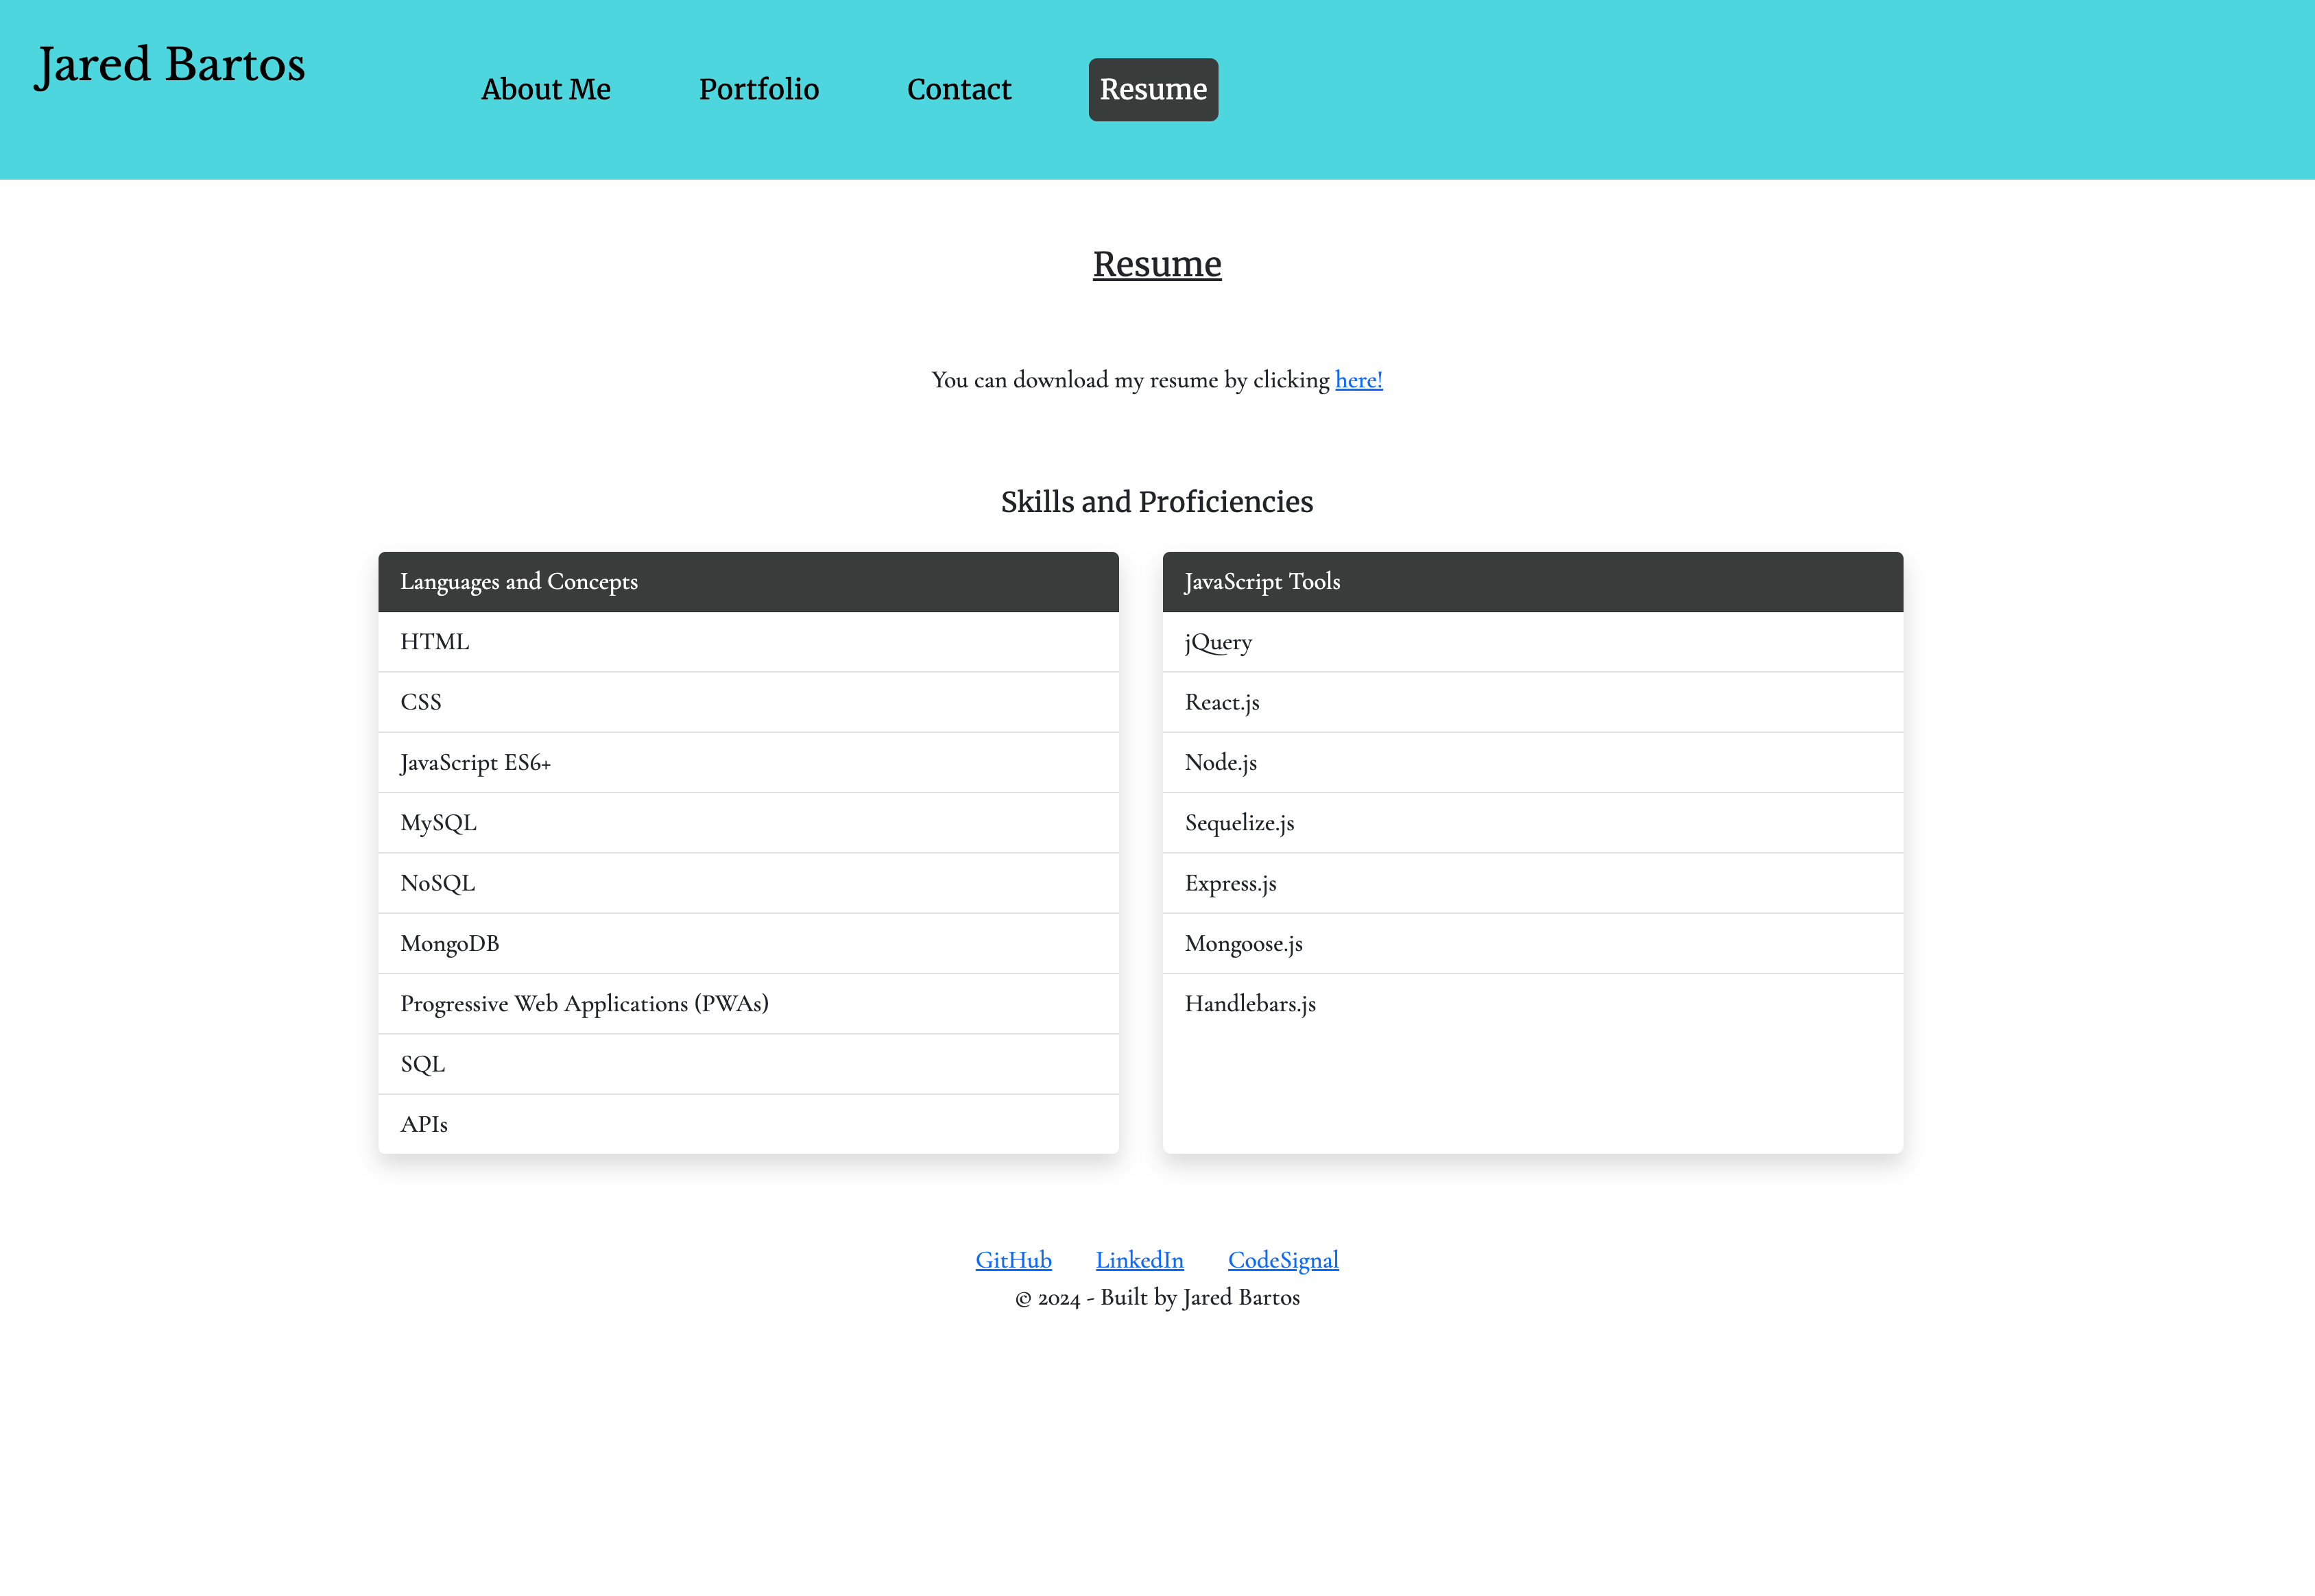 Jared Bartos
About Me Portfolio Contact Resume
Resume
You can download my resume by clicking here!
Skills and Proficiencies
Languages and Concepts
HTML
CSS
JavaScript ES6+
MySQL
NoSQL
MongoDB
Progressive Web Applications (PWAs)
SQL
APIs
JavaScript Tools
jQuery
React.js
Node.js
Sequelize.js
Express.js
Mongoose.js
Handlebars.js
GitHub LinkedIn CodeSignal
© 2024 - Built by Jared Bartos